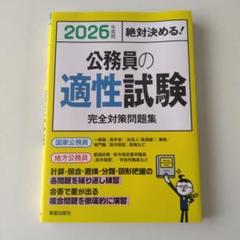 2026年度版 絶対決める!
公務員の
適性試験
完全対策問題集
国家公務員
一般職
地方公務員
計算・照合・置換・分類・図形把握の
各問題を繰り返し練習
合否で差が出る
複合問題を徹底的に演習
新星出版社